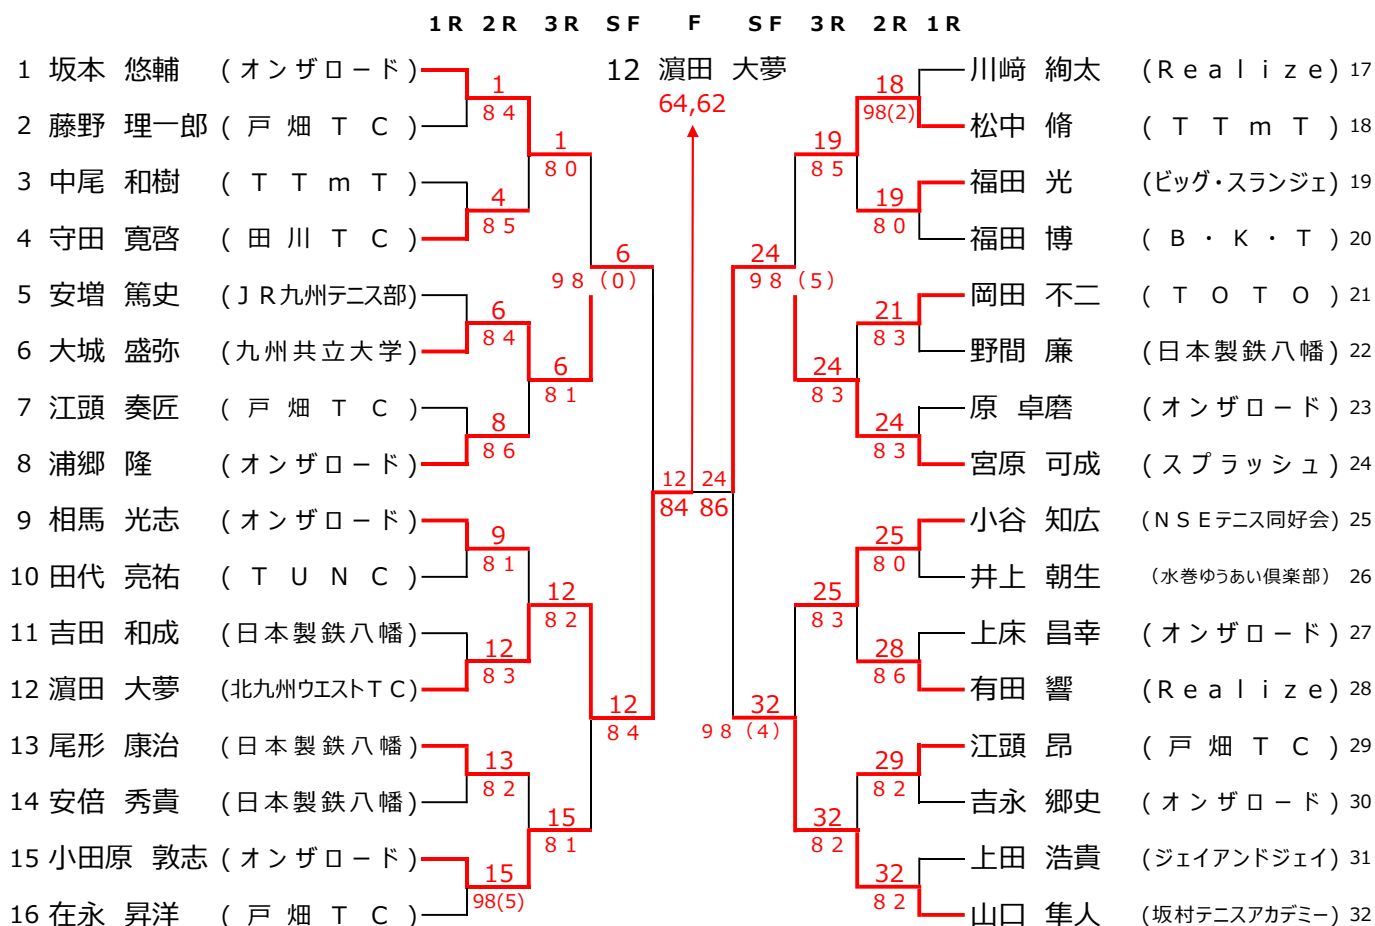 1R 2R 3R SF F SF 3R 2R 1R
12 濵田 大夢
64,62
1 坂本 悠輔 (オンザロード)
2 藤野 理一郎 (戸畑TC)
3 中尾 和樹 (TTmT)
4 守田 寛啓 (田川TC)
5 安増 篤史 (JR九州テニス部)
6 大城 盛弥 (九州共立大学)
7 江頭 奏匠 (戸畑TC)
8 浦郷 隆 (オンザロード)
9 相馬 光志 (オンザロード)
10 田代 亮祐 (TUNC)
11 吉田 和成 (日本製鉄八幡)
12 濵田 大夢 (北九州ウエストTC)
13 尾形 康治 (日本製鉄八幡)
14 安倍 秀貴 (日本製鉄八幡)
15 小田原 敦志 (オンザロード)
16 在永 昇洋 (戸畑TC)
1
84
4
85
6
84
8
86
9
81
12
83
13
82
15
98(5)
1
80
6
81
12
82
15
81
6
98(0)
12
84
12
84
24
86
24
98(5)
32
98(4)
19
85
24
83
25
83
32
82
18
98(2)
19
80
21
83
24
83
25
80
28
86
29
82
32
82
川﨑 絢太 (Realize) 17
松中 脩 (TTmT) 18
福田 光 (ビッグ・スランジェ) 19
福田 博 (B・K・T) 20
岡田 不二 (TOTO) 21
野間 廉 (日本製鉄八幡) 22
原 卓磨 (オンザロード) 23
宮原 可成 (スプラッシュ) 24
小谷 知広 (NSEテニス同好会) 25
井上 朝生 (水巻ゆうあい倶楽部) 26
上床 昌幸 (オンザロード) 27
有田 響 (Realize) 28
江頭 昂 (戸畑TC) 29
吉永 郷史 (オンザロード) 30
上田 浩貴 (ジェイアンドジェイ) 31
山口 隼人 (坂村テニスアカデミー) 32